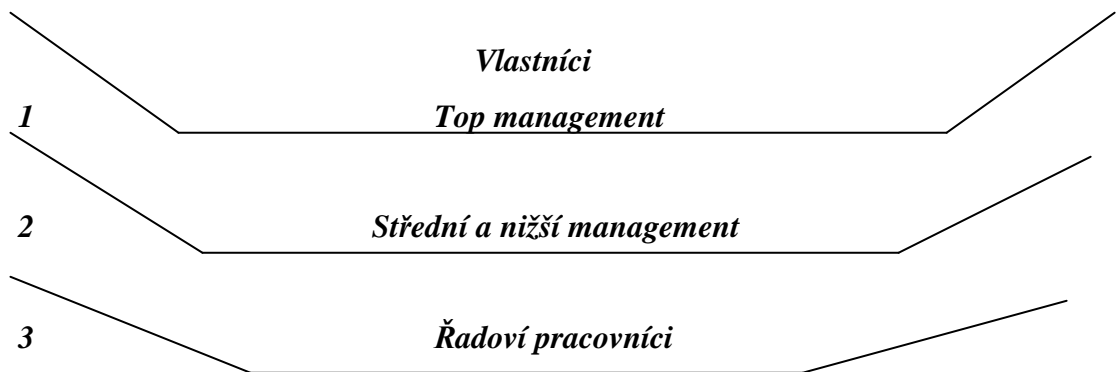 Vlastníci
1 Top management
2 Střední a nižší management
3 Řadoví pracovníci